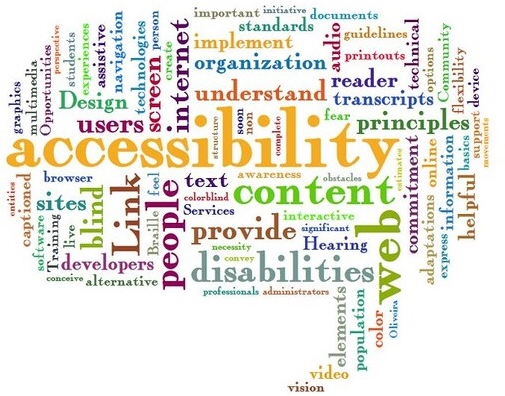 important
initiative
documents
standards
guidelines
implement
organization
printouts
reader
transcripts
understand
Design
users
principles
fear
accessibility
graphics
multimedia
Opportunities
perspective
students
experiences
assistive
navigation
technologies
person
create
screen
internet
audio
technical
options
Community
flexibility
device
support
movements
structure
soon
non
complete
awareness
obstacles
estimates
browser
text
content
colorblind
Services
interactive
significant
provide
Hearing
necessity
convey
disabilities
sites
developers
conceive
alternative
professionals
administrators
entities
captioned
software
Training
live
blind
Link
Braille
feel
people
web
commitment
adaptations
online
express
information
basics
helpful
elements
population
color
Oliveira
video
vision